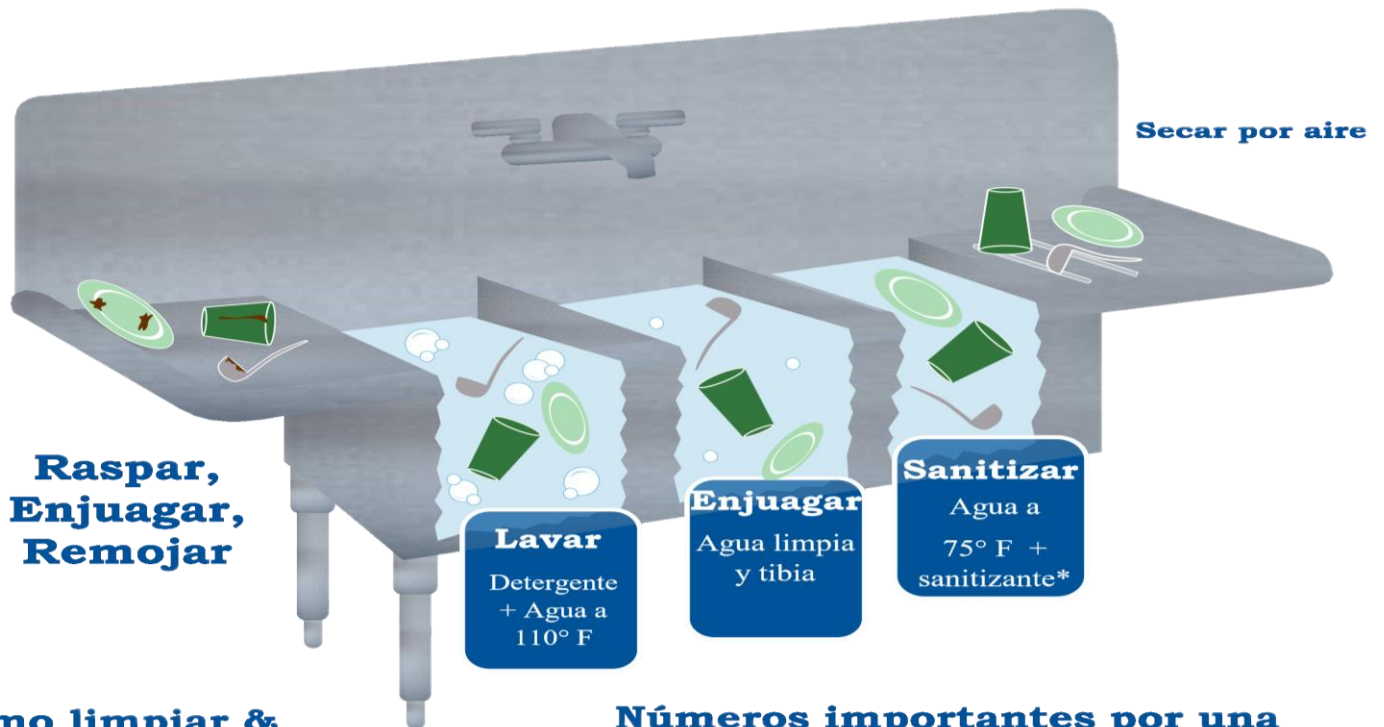 Secar por aire
Raspar,
Enjuagar,
Remojar
Lavar
Detergente
+ Agua a
110° F
Enjuagar
Agua limpia
y tibia
Sanitizar
Agua a
75° F +
sanitizante*
limpiar &
Números importantes por una